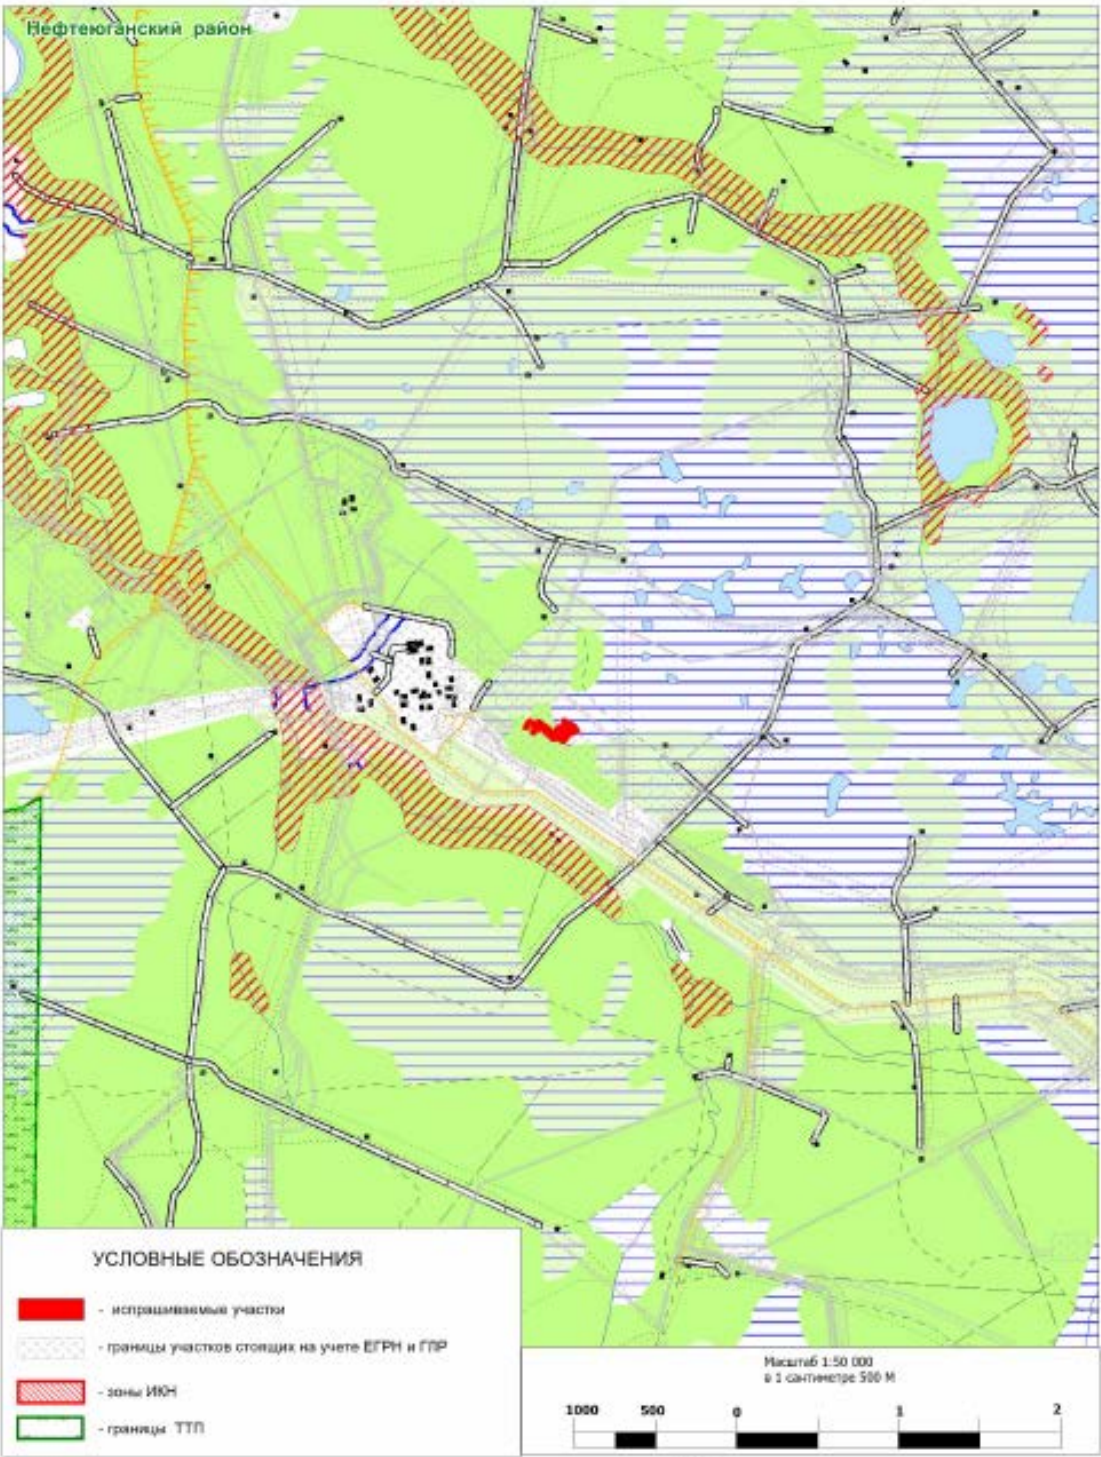 Нефтеюганский район
УСЛОВНЫЕ ОБОЗНАЧЕНИЯ
- испрашиваемые участки
- границы участков стоящих на учете ЕГРН и ГЛР
- зоны ИКН
- границы ТТП
Масштаб 1:50 000
в 1 сантиметре 500 М
1000 500 0 1 2